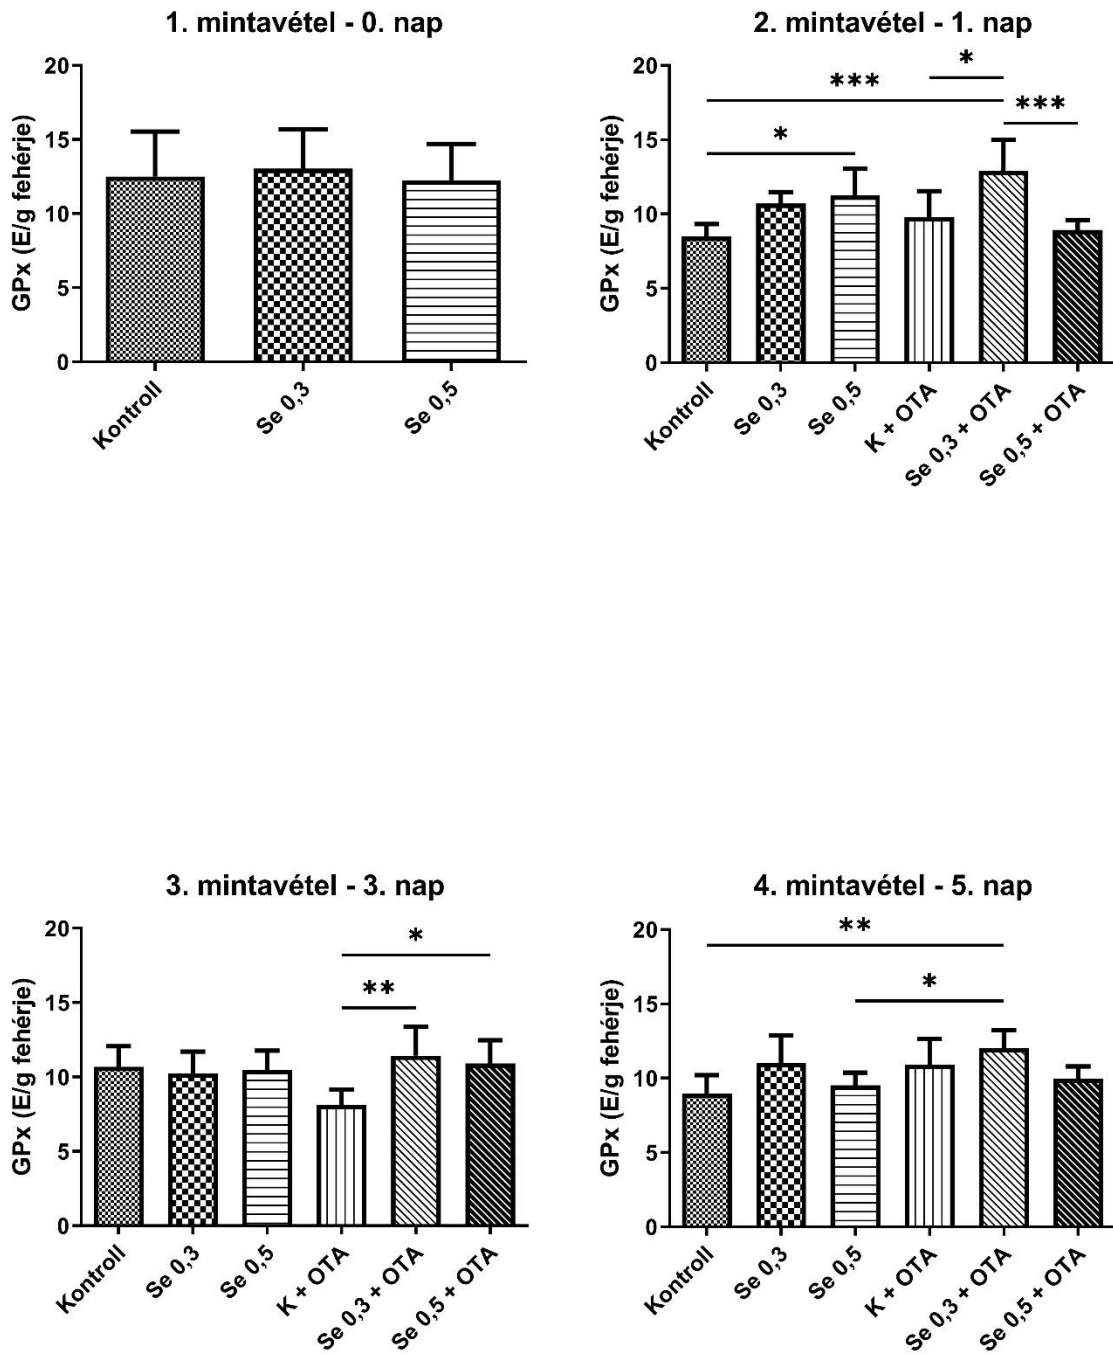 1. mintavétel - 0. nap
GPx (E/g fehérje)
20
15
10
5
0
Kontroll
Se 0,3
Se 0,5
2. mintavétel - 1. nap
GPx (E/g fehérje)
20
15
10
5
0
*
***
***
*
Kontroll
Se 0,3
Se 0,5
K + OTA
Se 0,3 + OTA
Se 0,5 + OTA
3. mintavétel - 3. nap
GPx (E/g fehérje)
20
15
10
5
0
*
**
Kontroll
Se 0,3
Se 0,5
K + OTA
Se 0,3 + OTA
Se 0,5 + OTA
4. mintavétel - 5. nap
GPx (E/g fehérje)
20
15
10
5
0
**
*
Kontroll
Se 0,3
Se 0,5
K + OTA
Se 0,3 + OTA
Se 0,5 + OTA